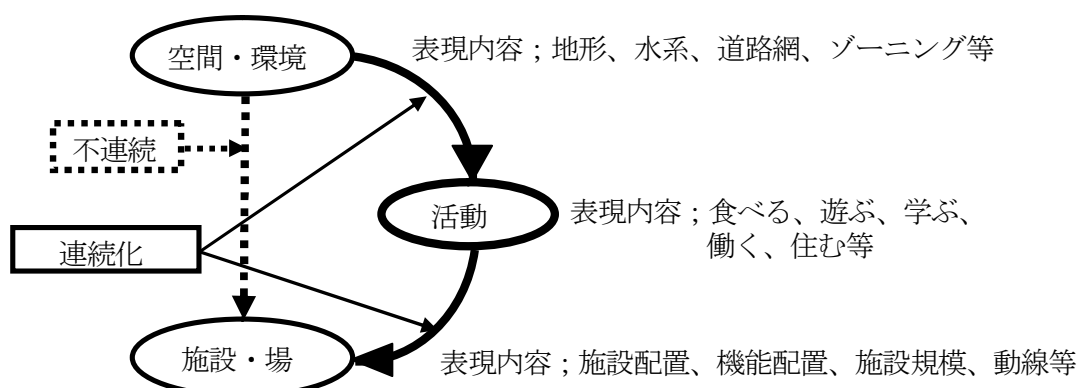 空間・環境
表現内容；地形、水系、道路網、ゾーニング等
不連続
活動
表現内容；食べる、遊ぶ、学ぶ、
働く、住む等
連続化
施設・場
表現内容；施設配置、機能配置、施設規模、動線等